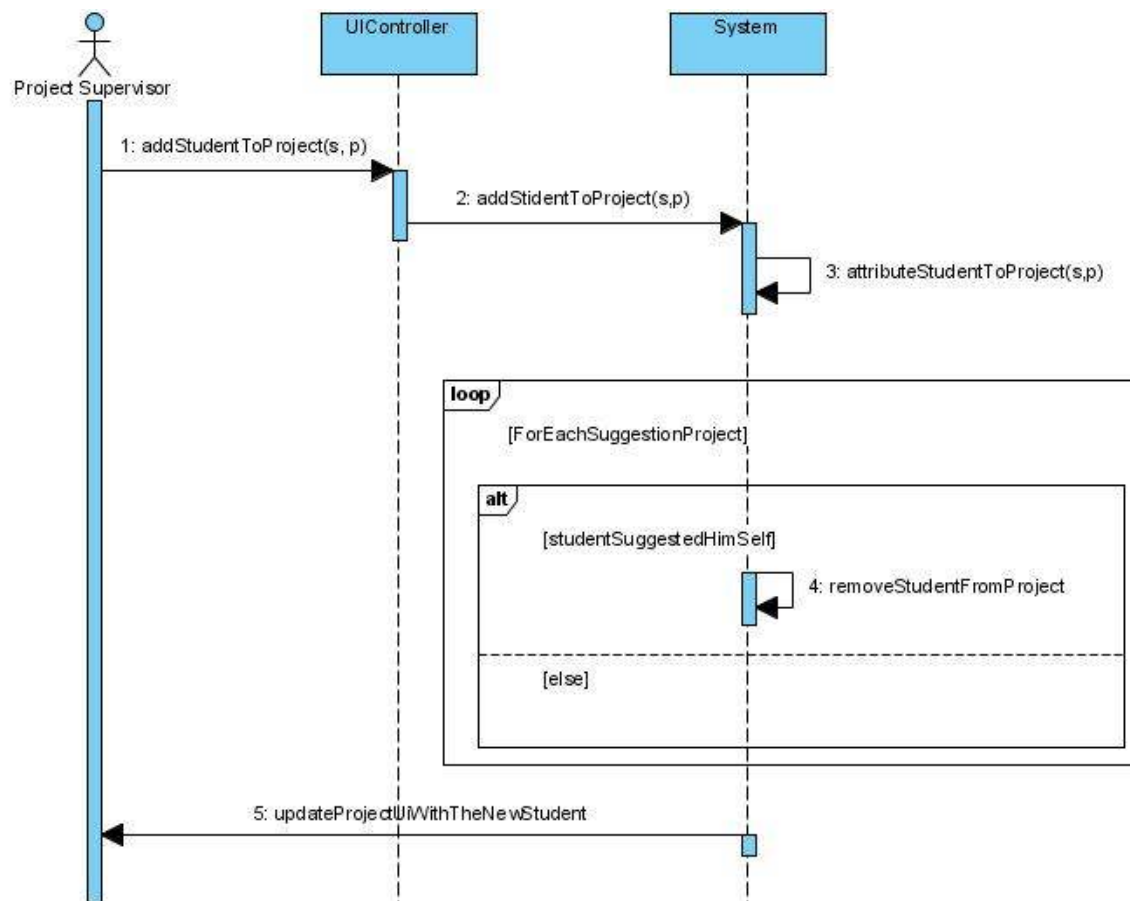 UIController
System
Project Supervisor
1: addStudentToProject(s, p)
2: addStidentToProject(s,p)
3: attributeStudentToProject(s,p)
loop
[ForEachSuggestionProject]
alt
[studentSuggestedHimSelf]
4: removeStudentFromProject
[else]
5: updateProjectUiWithTheNewStudent